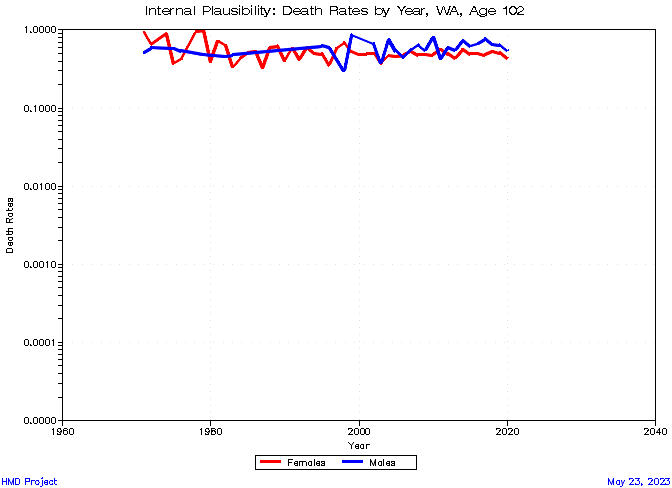 Internal Plausibility: Death Rates by Year, WA, Age 102
1.0000
0.1000
0.0100
0.0010
0.0001
0.0000
Death Rates
1960
1980
2000
2020
2040
Year
Females
Males
HMD Project
May 23, 2023